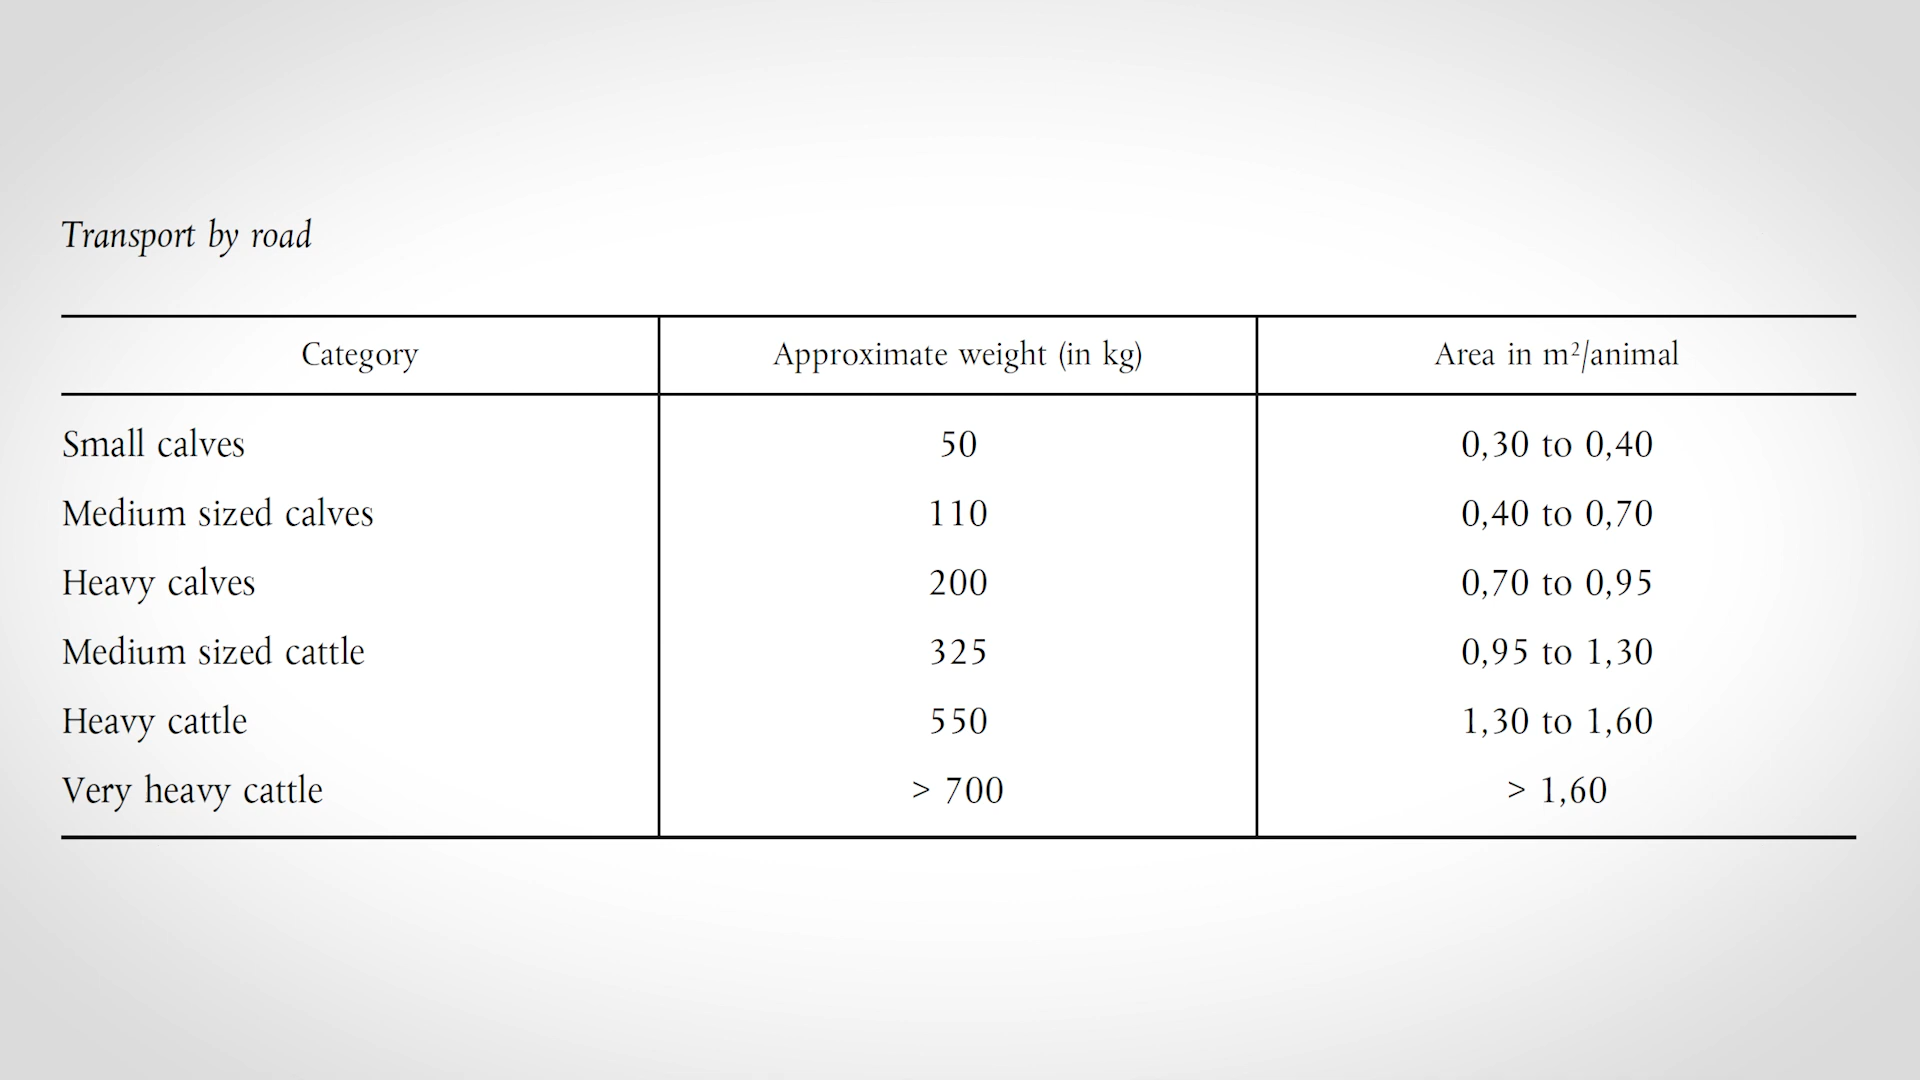 Transport by road
Category Approximate weight (in kg) Area in m²/animal
Small calves 50 0,30 to 0,40
Medium sized calves 110 0,40 to 0,70
Heavy calves 200 0,70 to 0,95
Medium sized cattle 325 0,95 to 1,30
Heavy cattle 550 1,30 to 1,60
Very heavy cattle > 700 > 1,60